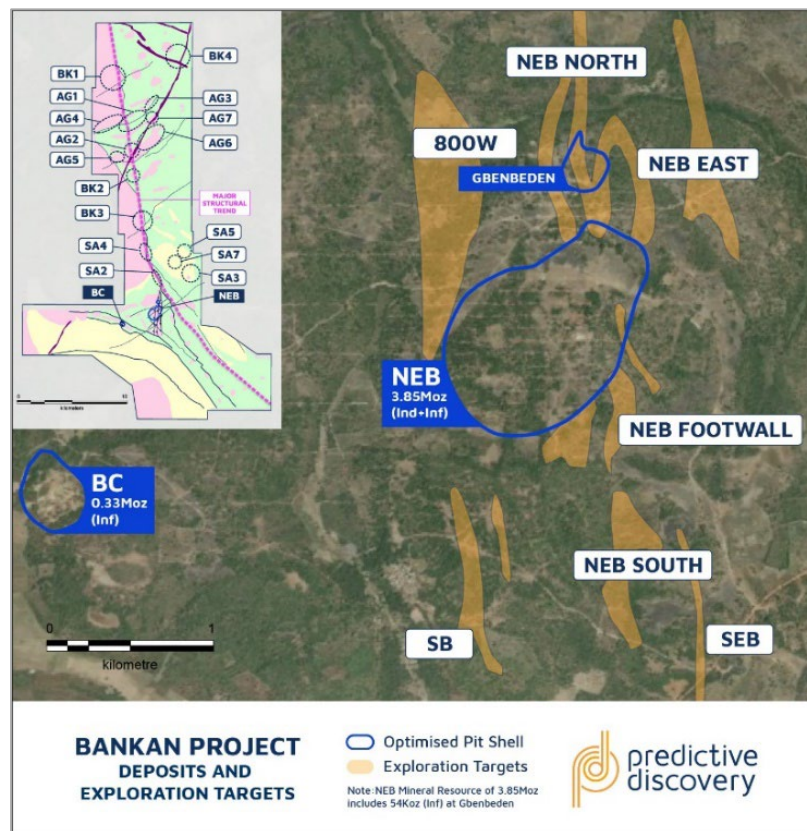 BK4
BK1
AG1
AG3
AG4
AG7
AG2
AG6
AG5
BK2
MAJOR
STRUCTURAL
TREND
BK3
SA5
SA4
SA7
SA2
SA3
BC
NEB
0
10
kilometre
NEB NORTH
800W
GBENBEDEN
NEB EAST
NEB
3.85Moz
(Ind+Inf)
NEB FOOTWALL
BC
0.33Moz
(Inf)
NEB SOUTH
SB
SEB
0 1
kilometre
BANKAN PROJECT
DEPOSITS AND
EXPLORATION TARGETS
Optimised Pit Shell
Exploration Targets
Note:NEB Mineral Resource of 3.85Moz
includes 54Koz (Inf) at Gbenbeden
predictive
discovery